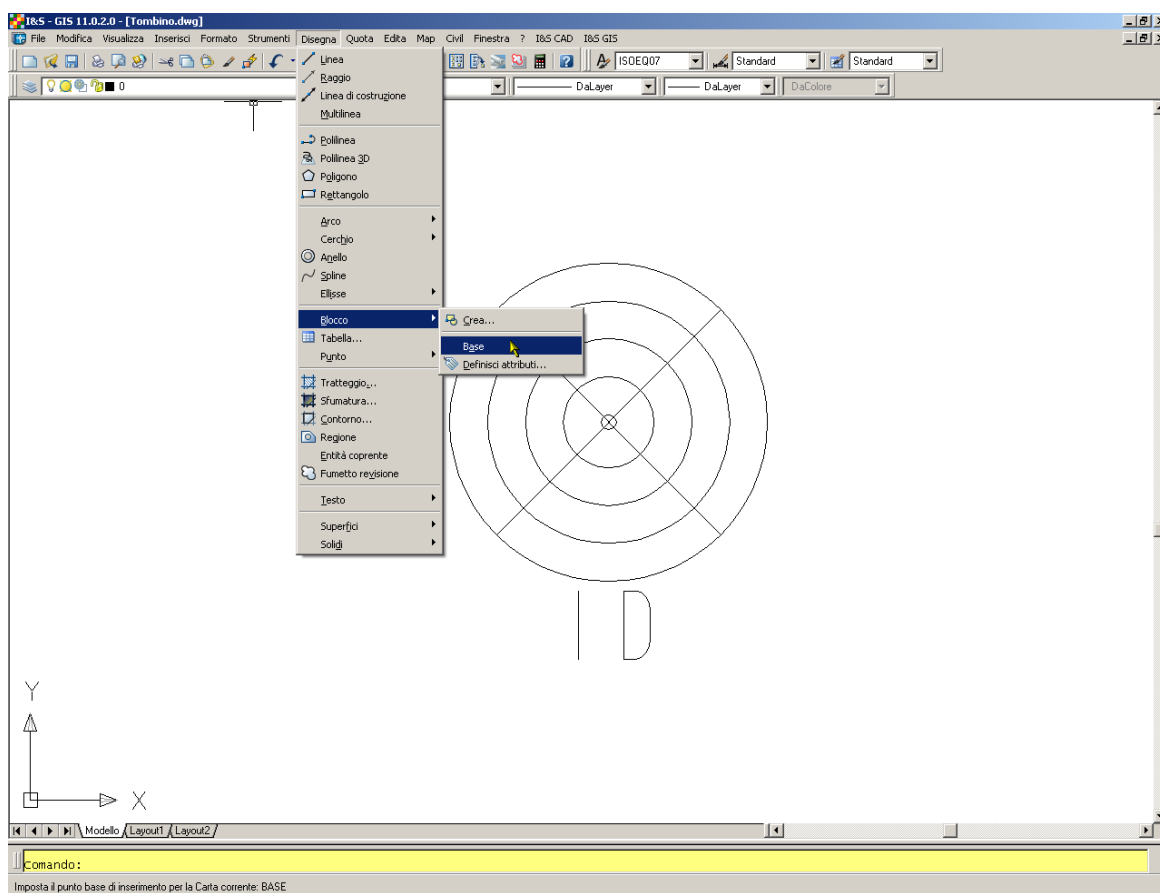 I&S - GIS 11.0.2.0 - [Tombino.dwg]
File Modifica Visualizza Inserisci Formato Strumenti Disegna Quota Edita Map Civil Finestra ? I&S CAD I&S GIS
ISOEQ07 Standard Standard
0 DaLayer DaLayer DaColore
Linea
Raggio
Linea di costruzione
Multilinea
Polilinea
Polilinea 3D
Poligono
Rettangolo
Arco
Cerchio
Anello
Spline
Ellisse
Blocco
Crea...
Tabella...
Base
Punto
Definisci attributi...
Tratteggio...
Sfumatura...
Contorno...
Regione
Entità coprente
Fumetto revisione
Testo
Superfici
Solidi
ID
Y
X
Modello Layout1 Layout2
Comando:
Imposta il punto base di inserimento per la Carta corrente: BASE